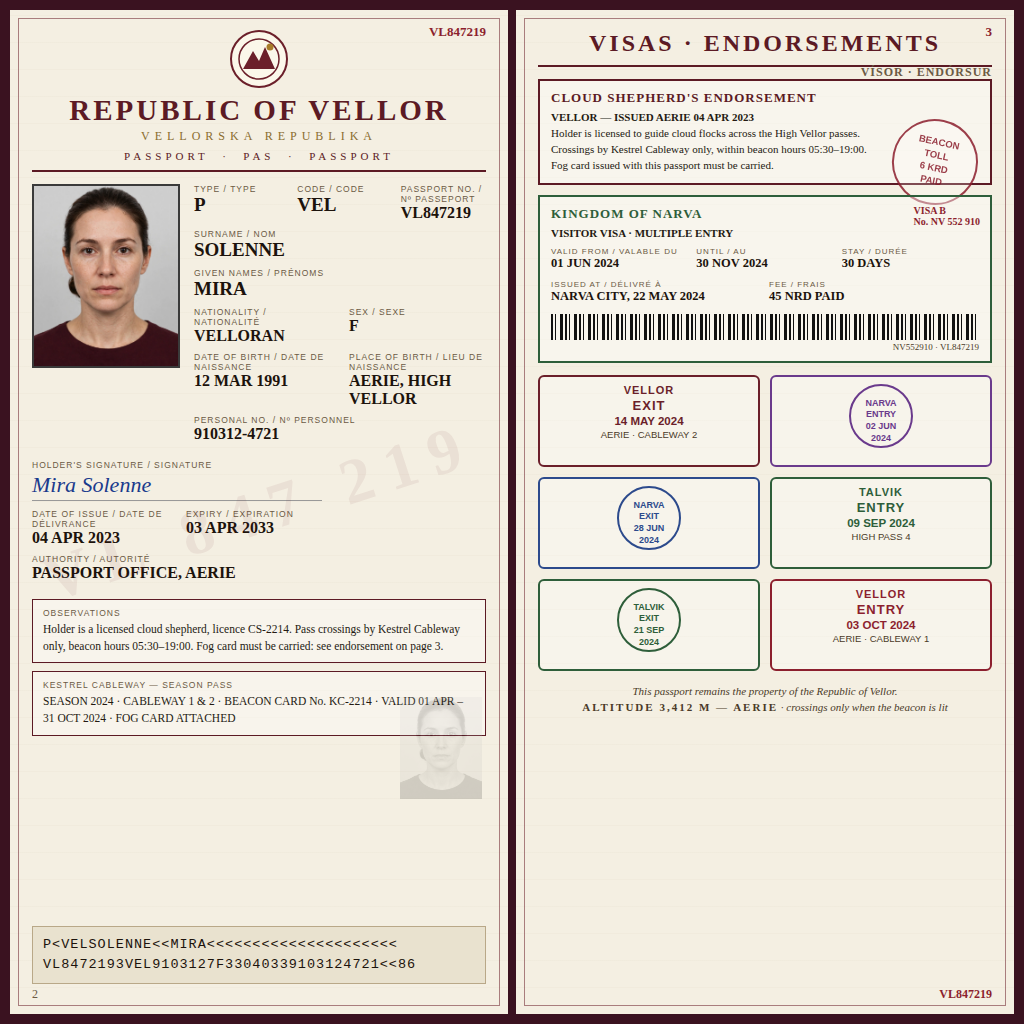 VL847219
REPUBLIC OF VELLOR
VELLORSKA REPUBLIKA
PASSPORT · PAS · PASSPORT
TYPE / TYPE
P
CODE / CODE
VEL
PASSPORT NO. /
Nº PASSEPORT
VL847219
SURNAME / NOM
SOLENNE
GIVEN NAMES / PRÉNOMS
MIRA
NATIONALITY /
NATIONALITÉ
VELLORAN
SEX / SEXE
F
DATE OF BIRTH / DATE DE
NAISSANCE
12 MAR 1991
PLACE OF BIRTH / LIEU DE
NAISSANCE
AERIE, HIGH
VELLOR
PERSONAL NO. / Nº PERSONNEL
910312-4721
VL 847 219
HOLDER'S SIGNATURE / SIGNATURE
Mira Solenne
DATE OF ISSUE / DATE DE
DÉLIVRANCE
04 APR 2023
EXPIRY / EXPIRATION
03 APR 2033
AUTHORITY / AUTORITÉ
PASSPORT OFFICE, AERIE
OBSERVATIONS
Holder is a licensed cloud shepherd, licence CS-2214. Pass crossings by Kestrel Cableway
only, beacon hours 05:30–19:00. Fog card must be carried: see endorsement on page 3.
KESTREL CABLEWAY — SEASON PASS
SEASON 2024 · CABLEWAY 1 & 2 · BEACON CARD No. KC-2214 · VALID 01 APR –
31 OCT 2024 · FOG CARD ATTACHED
P<VELSOLENNE<<MIRA<<<<<<<<<<<<<<<<<<<<<
VL8472193VEL9103127F33040339103124721<<86
2
3
VISAS · ENDORSEMENTS
VISOR · ENDORSUR
CLOUD SHEPHERD'S ENDORSEMENT
VELLOR — ISSUED AERIE 04 APR 2023
Holder is licensed to guide cloud flocks across the High Vellor passes.
Crossings by Kestrel Cableway only, within beacon hours 05:30–19:00.
Fog card issued with this passport must be carried.
BEACON
TOLL
6 KRD
PAID
KINGDOM OF NARVA
VISA B
No. NV 552 910
VISITOR VISA · MULTIPLE ENTRY
VALID FROM / VALABLE DU
01 JUN 2024
UNTIL / AU
30 NOV 2024
STAY / DURÉE
30 DAYS
ISSUED AT / DÉLIVRÉ À
NARVA CITY, 22 MAY 2024
FEE / FRAIS
45 NRD PAID
NV552910 · VL847219
VELLOR
EXIT
14 MAY 2024
AERIE · CABLEWAY 2
NARVA
ENTRY
02 JUN
2024
NARVA
EXIT
28 JUN
2024
TALVIK
ENTRY
09 SEP 2024
HIGH PASS 4
TALVIK
EXIT
21 SEP
2024
VELLOR
ENTRY
03 OCT 2024
AERIE · CABLEWAY 1
This passport remains the property of the Republic of Vellor.
ALTITUDE 3,412 M — AERIE · crossings only when the beacon is lit
VL847219